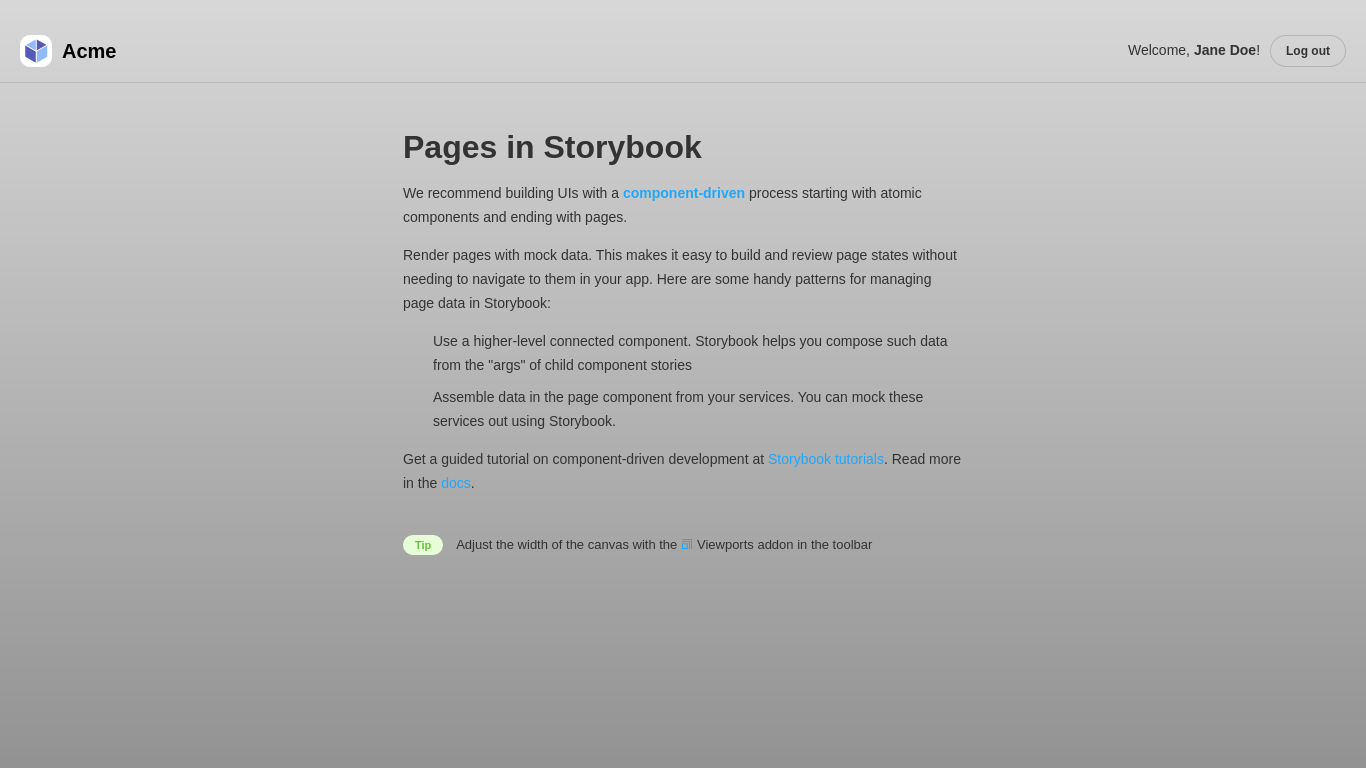 Acme
Welcome, Jane Doe!
Log out
Pages in Storybook
We recommend building UIs with a component-driven process starting with atomic
components and ending with pages.
Render pages with mock data. This makes it easy to build and review page states without
needing to navigate to them in your app. Here are some handy patterns for managing
page data in Storybook:
Use a higher-level connected component. Storybook helps you compose such data
from the "args" of child component stories
Assemble data in the page component from your services. You can mock these
services out using Storybook.
Get a guided tutorial on component-driven development at Storybook tutorials. Read more
in the docs.
Tip Adjust the width of the canvas with the Viewports addon in the toolbar